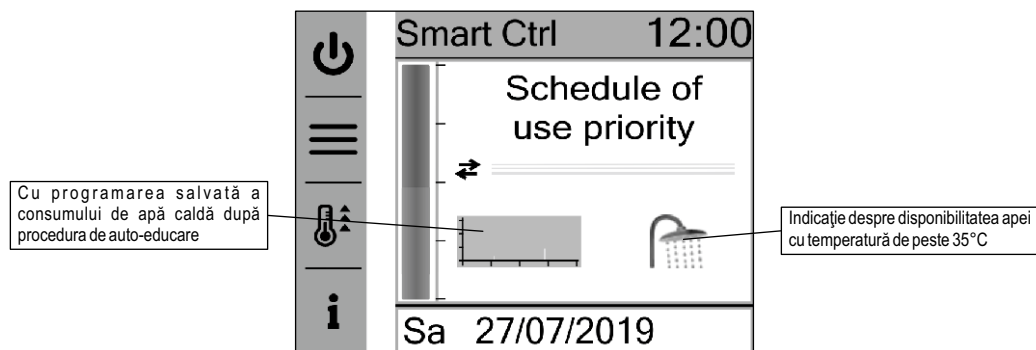 Smart Ctrl 12:00
Schedule of
use priority
Cu programarea salvată a
consumului de apă caldă după
procedura de auto-educare
Indicaţie despre disponibilitatea apei
cu temperatură de peste 35°C
Sa 27/07/2019